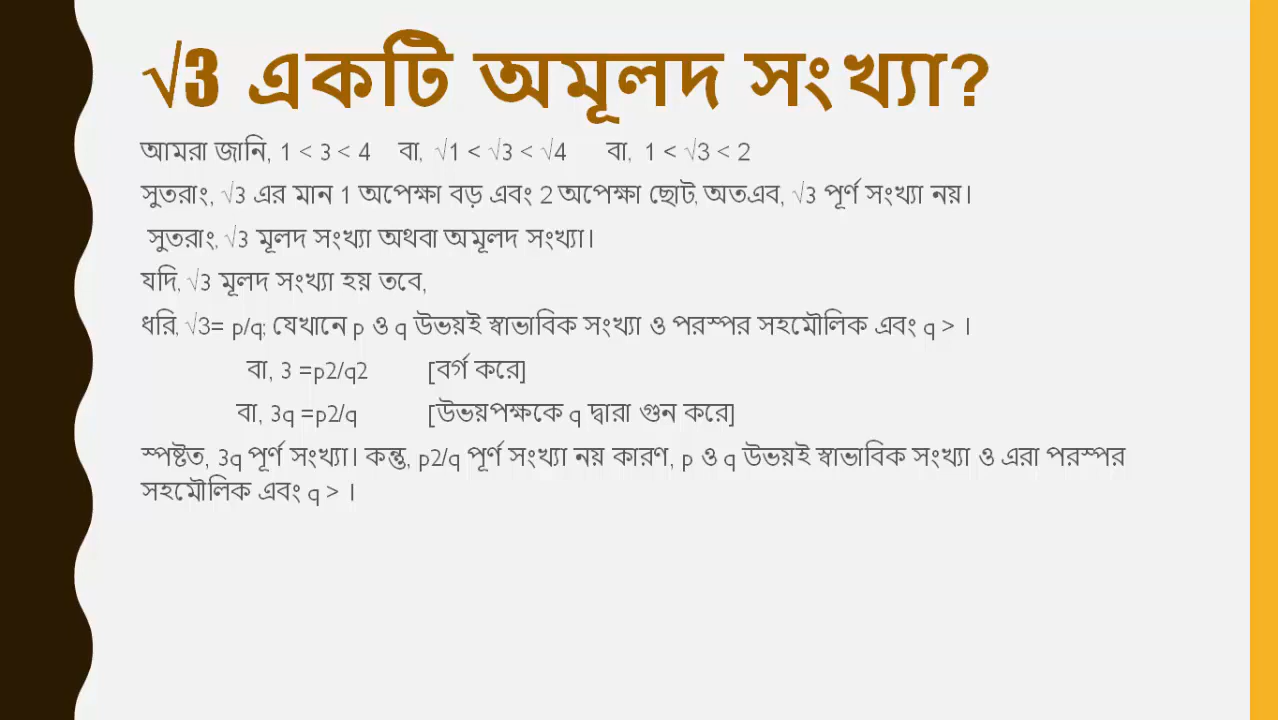 √3 একটি অমূলদ সংখ্যা?
আমরা জানি, 1 < 3 < 4 বা, √1 < √3 < √4 বা, 1 < √3 < 2
সুতরাং, √3 এর মান 1 অপেক্ষা বড় এবং 2 অপেক্ষা ছোট, অতএব, √3 পূর্ণ সংখ্যা নয়।
সুতরাং, √3 মূলদ সংখ্যা অথবা অমূলদ সংখ্যা।
যদি, √3 মূলদ সংখ্যা হয় তবে,
ধরি, √3= p/q; যেখানে p ও q উভয়ই স্বাভাবিক সংখ্যা ও পরস্পর সহমৌলিক এবং q > ।
বা, 3 =p2/q2 [বর্গ করে]
বা, 3q =p2/q [উভয়পক্ষকে q দ্বারা গুন করে]
স্পষ্টত, 3q পূর্ণ সংখ্যা। কন্তু, p2/q পূর্ণ সংখ্যা নয় কারণ, p ও q উভয়ই স্বাভাবিক সংখ্যা ও এরা পরস্পর
সহমৌলিক এবং q > ।